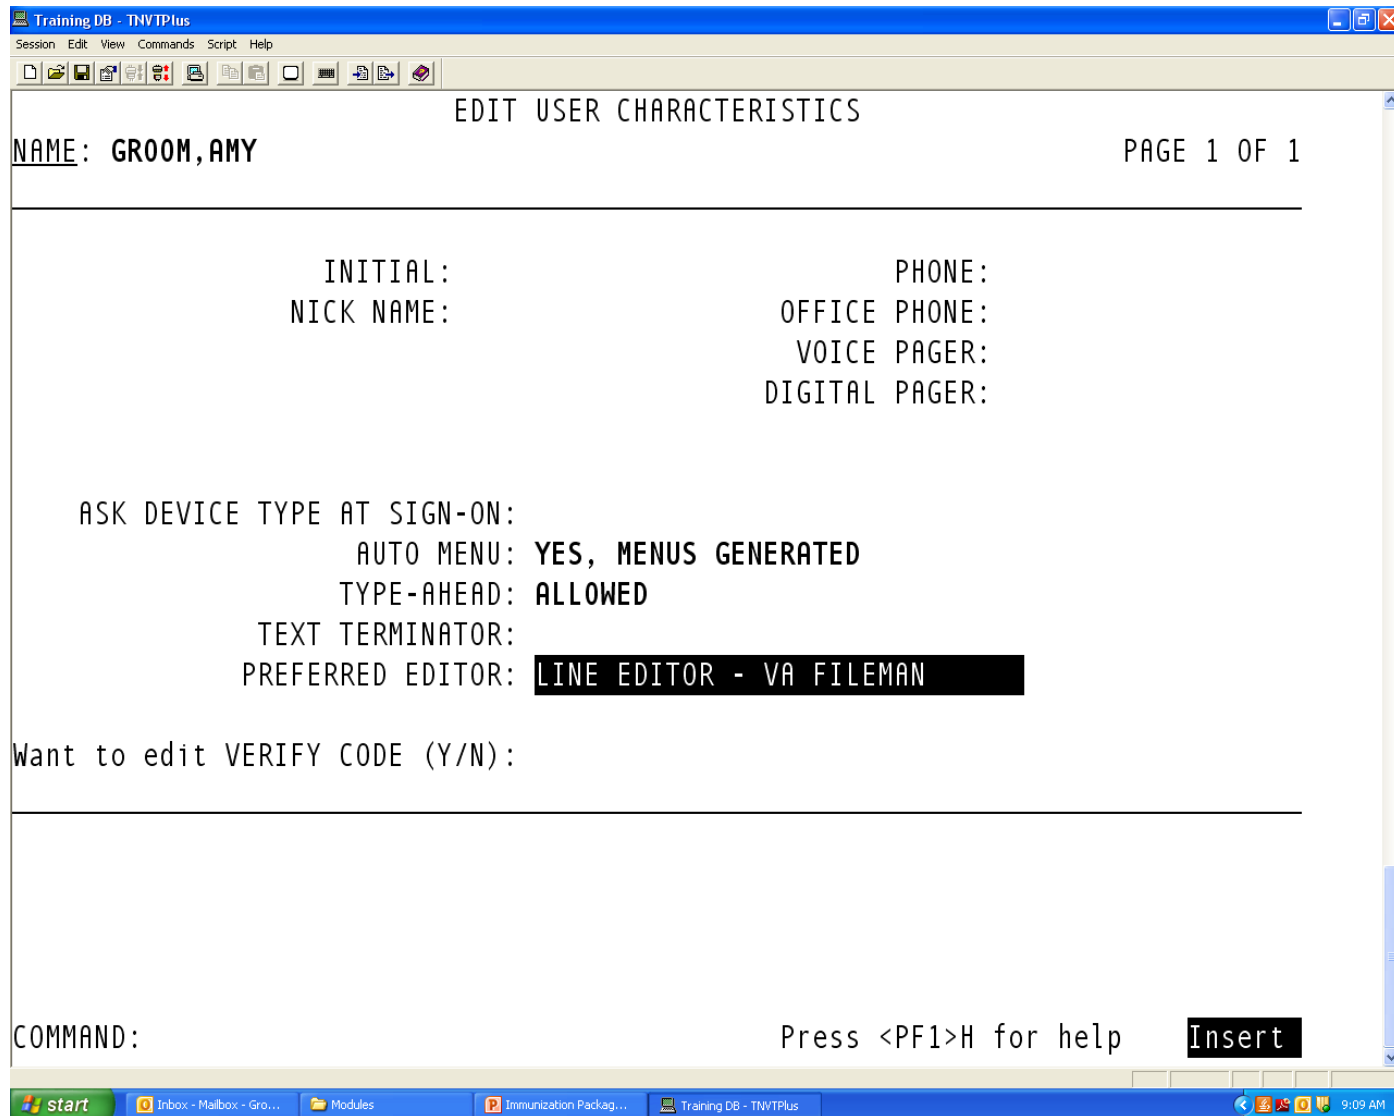 Training DB - TNVTPlus
Session Edit View Commands Script Help
EDIT USER CHARACTERISTICS
NAME: GROOM,AMY PAGE 1 OF 1
INITIAL: PHONE:
NICK NAME: OFFICE PHONE:
VOICE PAGER:
DIGITAL PAGER:
ASK DEVICE TYPE AT SIGN-ON:
AUTO MENU: YES, MENUS GENERATED
TYPE-AHEAD: ALLOWED
TEXT TERMINATOR:
PREFERRED EDITOR: LINE EDITOR - VA FILEMAN
Want to edit VERIFY CODE (Y/N):
COMMAND: Press <PF1>H for help Insert
start Inbox - Mailbox - Gro... Modules Immunization Packag... Training DB - TNVTPlus 9:09 AM